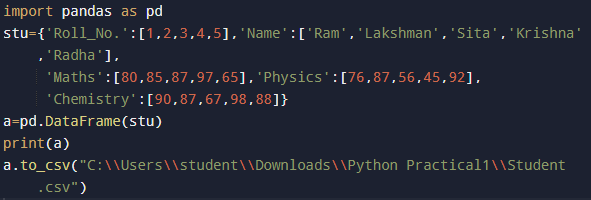 import pandas as pd
stu={'Roll_No.':[1,2,3,4,5],'Name':['Ram','Lakshman','Sita','Krishna'
,'Radha'],
'Maths':[80,85,87,97,65],'Physics':[76,87,56,45,92],
'Chemistry':[90,87,67,98,88]}
a=pd.DataFrame(stu)
print(a)
a.to_csv("C:\\Users\\student\\Downloads\\Python Practical1\\Student
.csv")